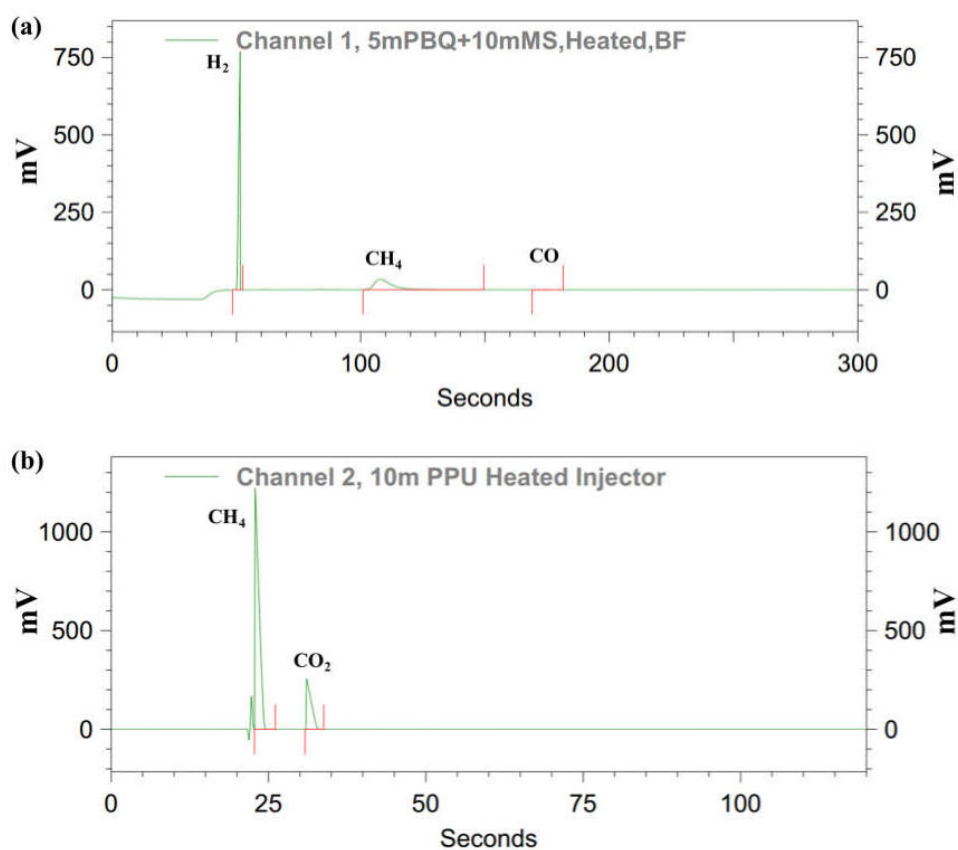 (a)
Channel 1, 5mPBQ+10mMS,Heated,BF
H₂
CH₄
CO
mV
mV
750
500
250
0
750
500
250
0
0
100
200
300
Seconds
(b)
Channel 2, 10m PPU Heated Injector
CH₄
CO₂
mV
mV
1000
500
0
1000
500
0
0
25
50
75
100
Seconds